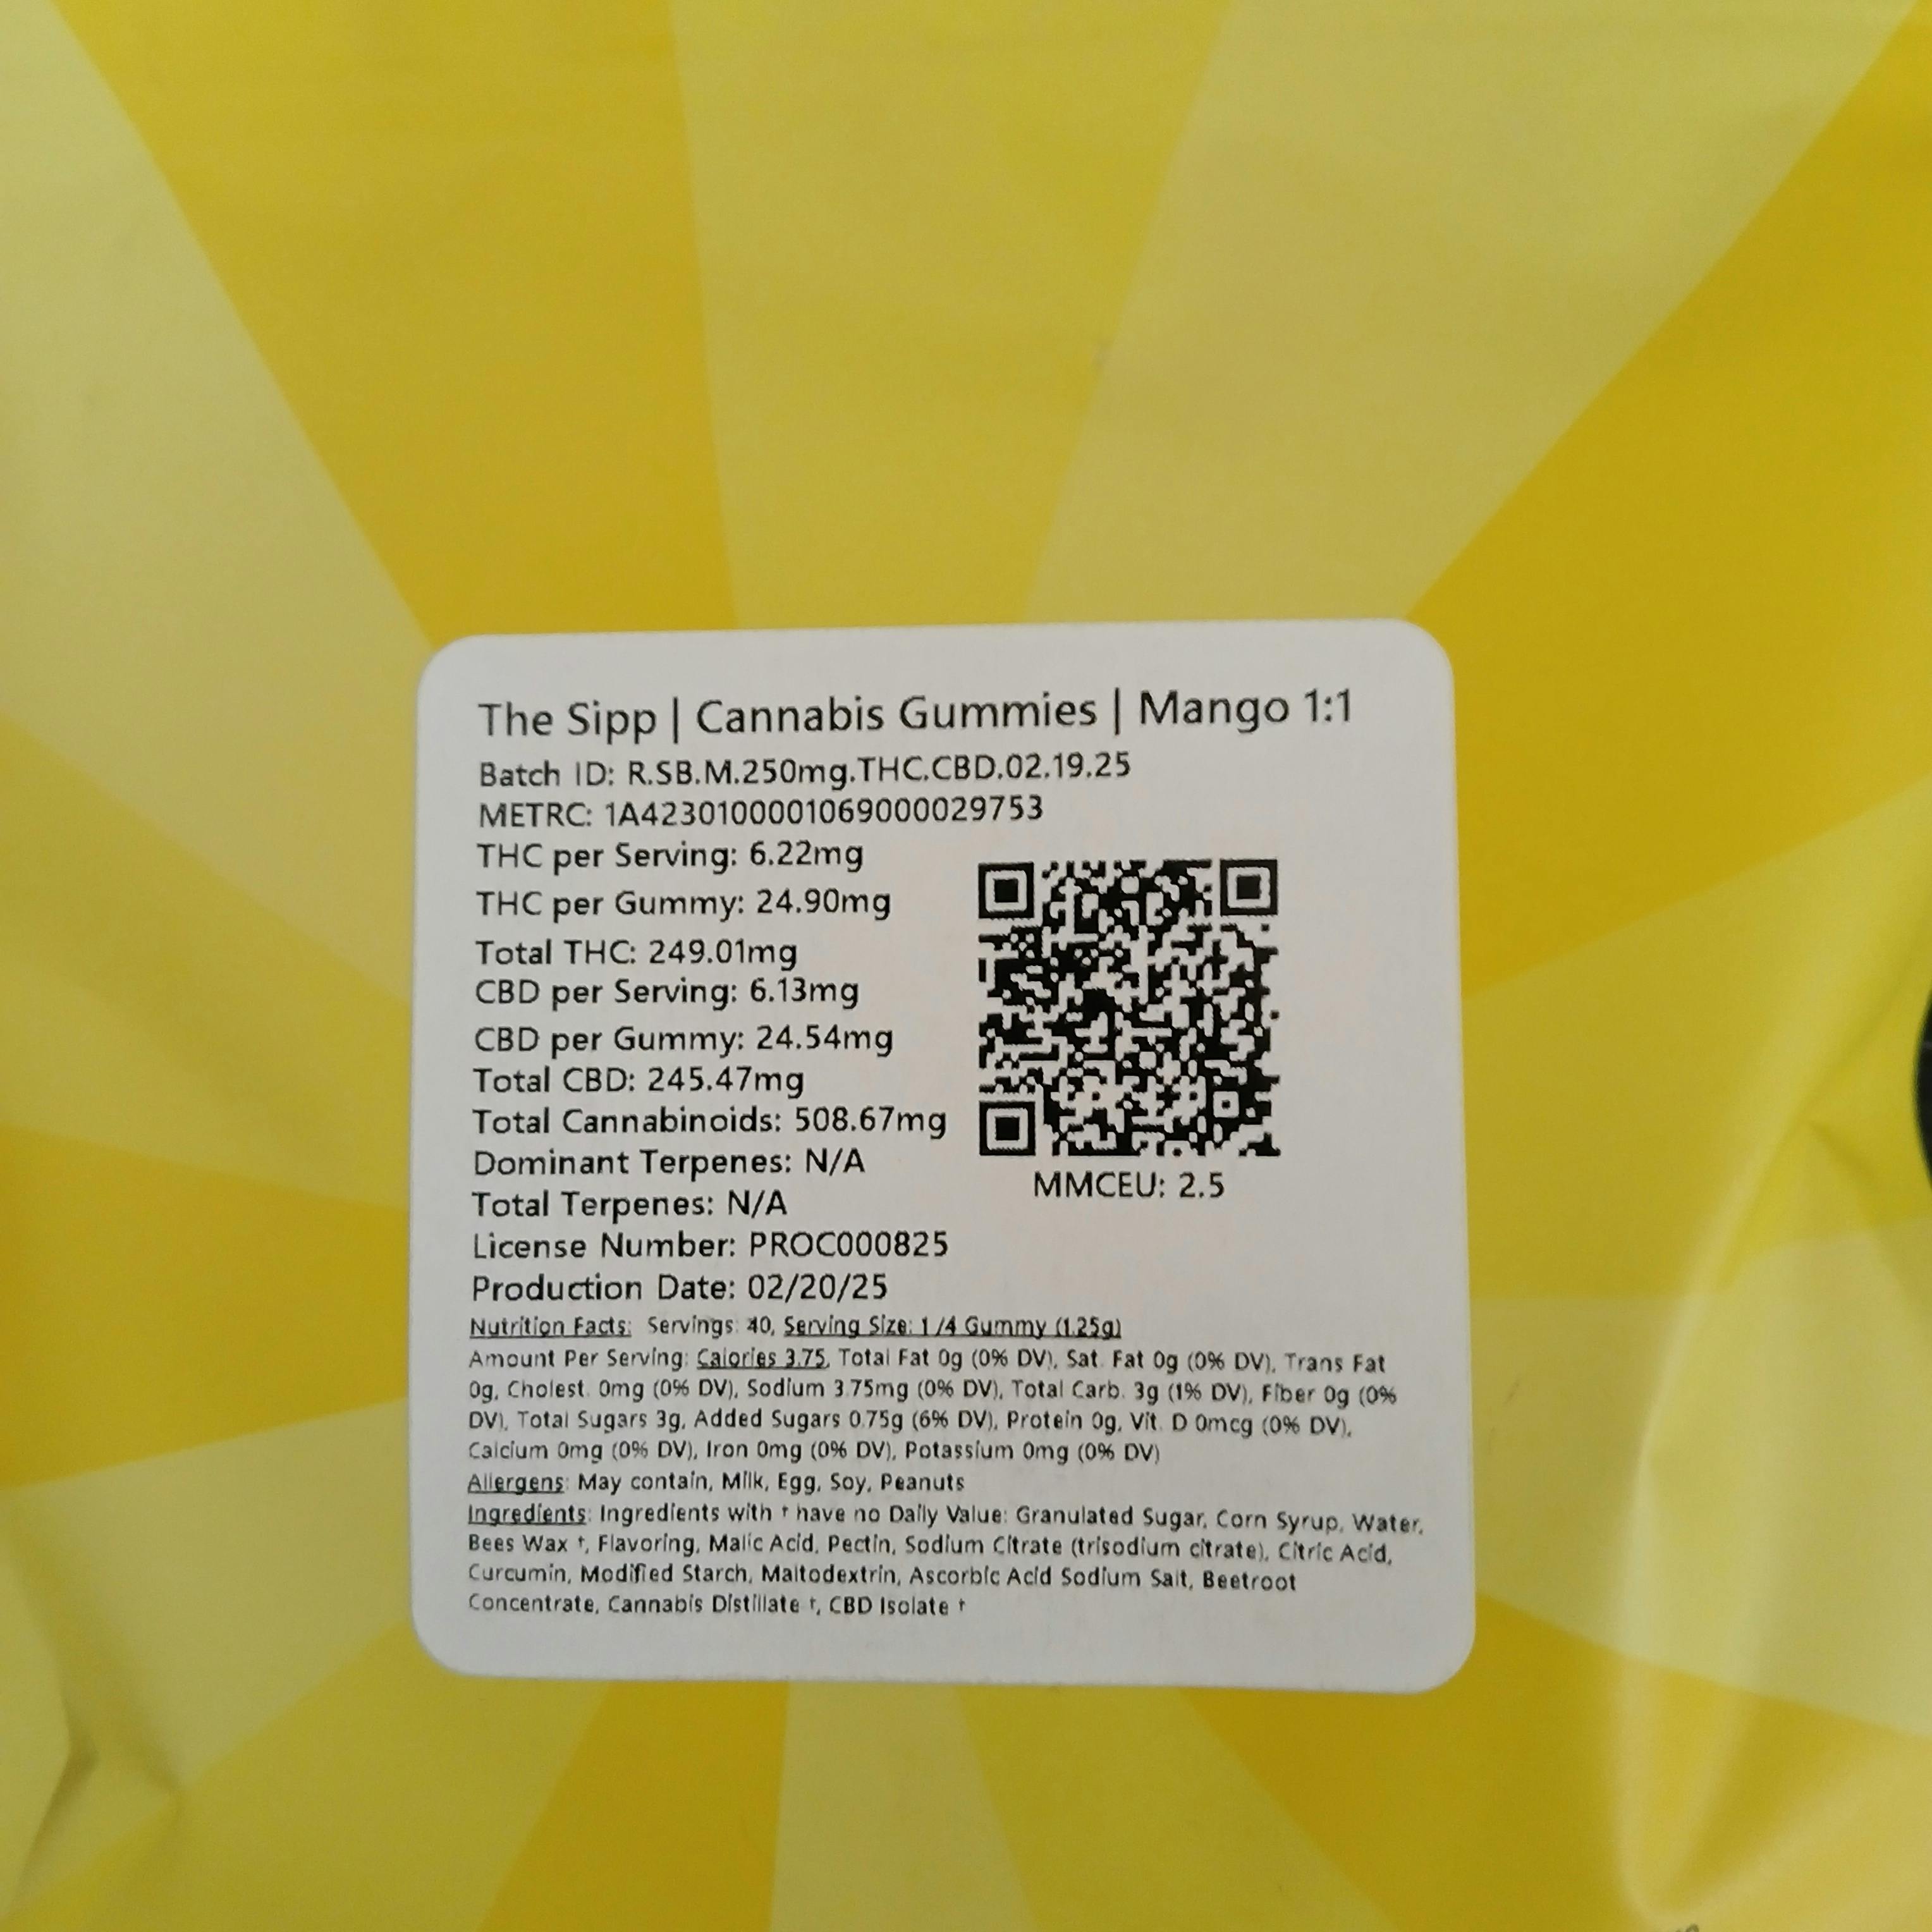 The Sipp | Cannabis Gummies | Mango 1:1
Batch ID: R.SB.M.250mg.THC.CBD.02.19.25
METRC: 1A4230100001069000029753
THC per Serving: 6.22mg
THC per Gummy: 24.90mg
Total THC: 249.01mg
CBD per Serving: 6.13mg
CBD per Gummy: 24.54mg
Total CBD: 245.47mg
Total Cannabinoids: 508.67mg
Dominant Terpenes: N/A
MMCEU: 2.5
Total Terpenes: N/A
License Number: PROC000825
Production Date: 02/20/25
Nutrition Facts: Servings: 40, Serving Size: 1/4 Gummy (1.25g)
Amount Per Serving: Calories 3.75, Total Fat 0g (0% DV), Sat. Fat 0g (0% DV), Trans Fat
0g, Cholest. 0mg (0% DV), Sodium 3.75mg (0% DV), Total Carb. 3g (1% DV), Fiber 0g (0%
DV), Total Sugars 3g, Added Sugars 0.75g (6% DV), Protein 0g, Vit. D 0mcg (0% DV),
Calcium 0mg (0% DV), Iron 0mg (0% DV), Potassium 0mg (0% DV)
Allergens: May contain, Milk, Egg, Soy, Peanuts
Ingredients: Ingredients with † have no Daily Value: Granulated Sugar, Corn Syrup, Water,
Bees Wax †, Flavoring, Malic Acid, Pectin, Sodium Citrate (trisodium citrate), Citric Acid,
Curcumin, Modified Starch, Maltodextrin, Ascorbic Acid Sodium Salt, Beetroot
Concentrate, Cannabis Distillate †, CBD Isolate †